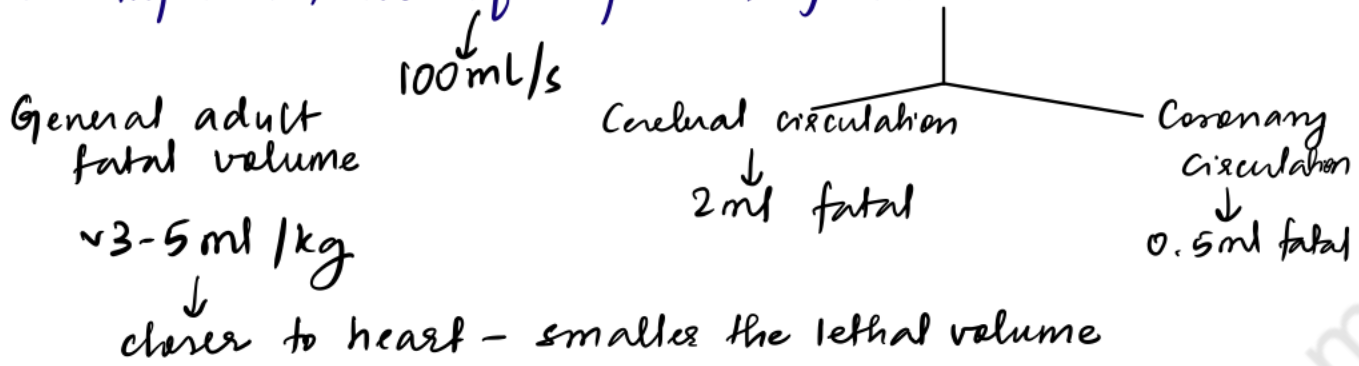 100ml/s
General adult
fatal volume
~3-5ml/kg
Cerebral circulation
2ml fatal
Coronary
circulation
0.5ml fatal
closer to heart - smaller the lethal volume